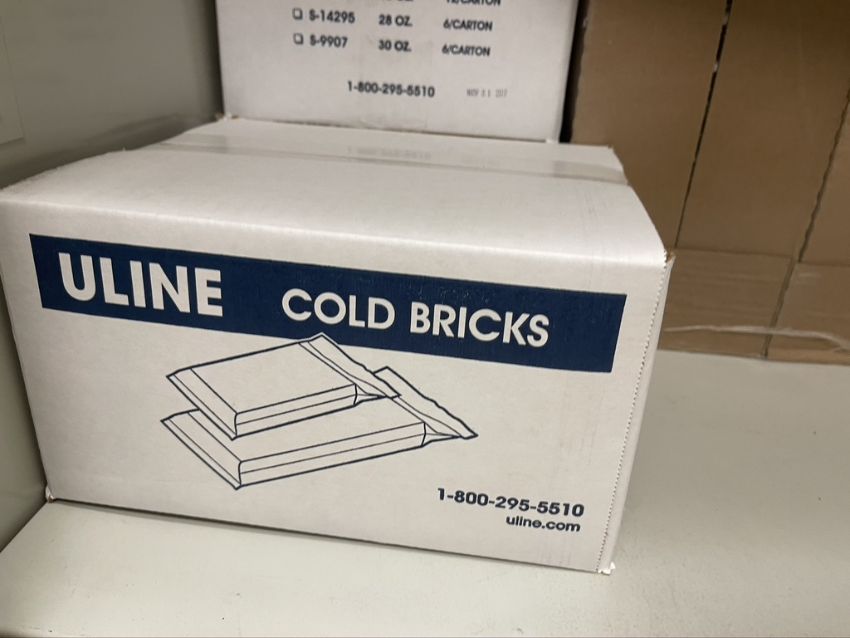 S-14295 28 OZ. 6/CARTON
S-9907 30 OZ. 6/CARTON
1-800-295-5510
ULINE COLD BRICKS
1-800-295-5510
uline.com